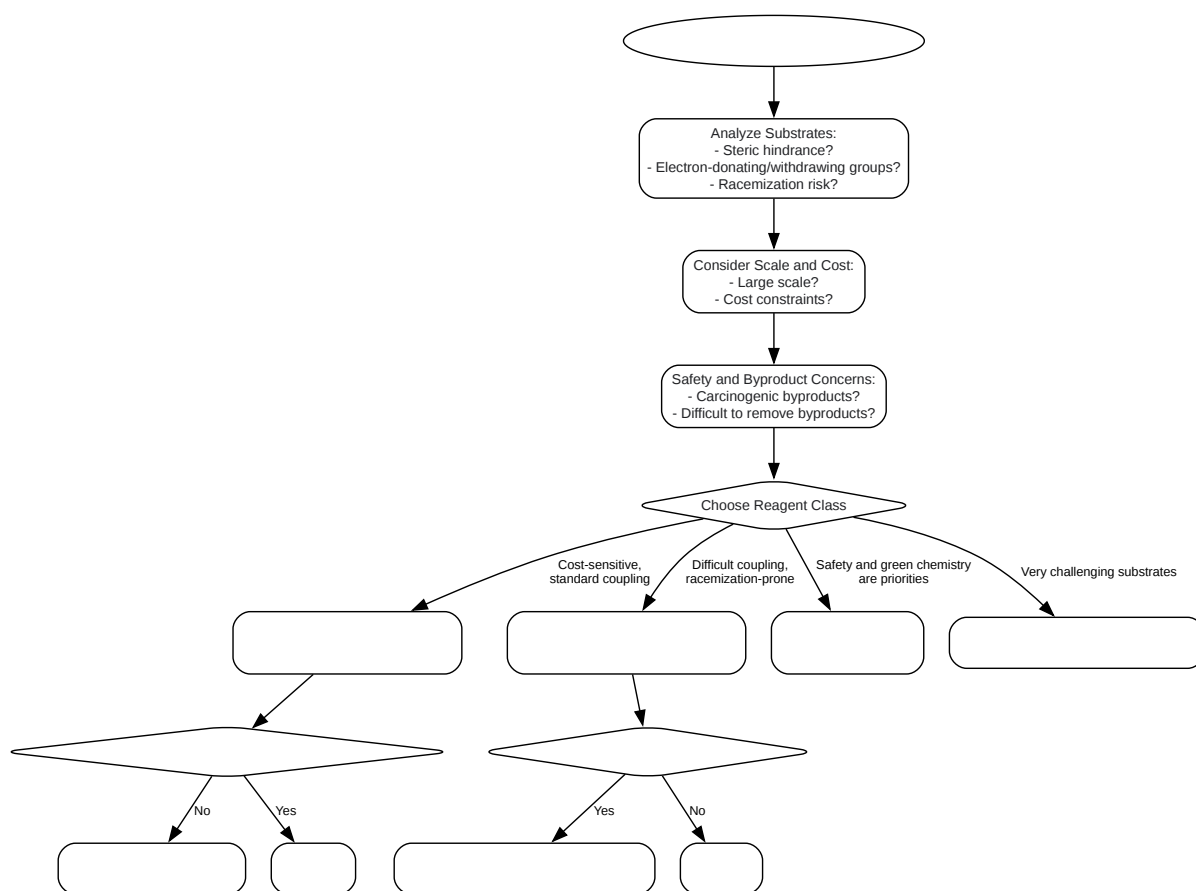 Analyze Substrates:
- Steric hindrance?
- Electron-donating/withdrawing groups?
- Racemization risk?
Consider Scale and Cost:
- Large scale?
- Cost constraints?
Safety and Byproduct Concerns:
- Carcinogenic byproducts?
- Difficult to remove byproducts?
Choose Reagent Class
Cost-sensitive,
standard coupling
Difficult coupling,
racemization-prone
Safety and green chemistry
are priorities
Very challenging substrates
No
Yes
Yes
No